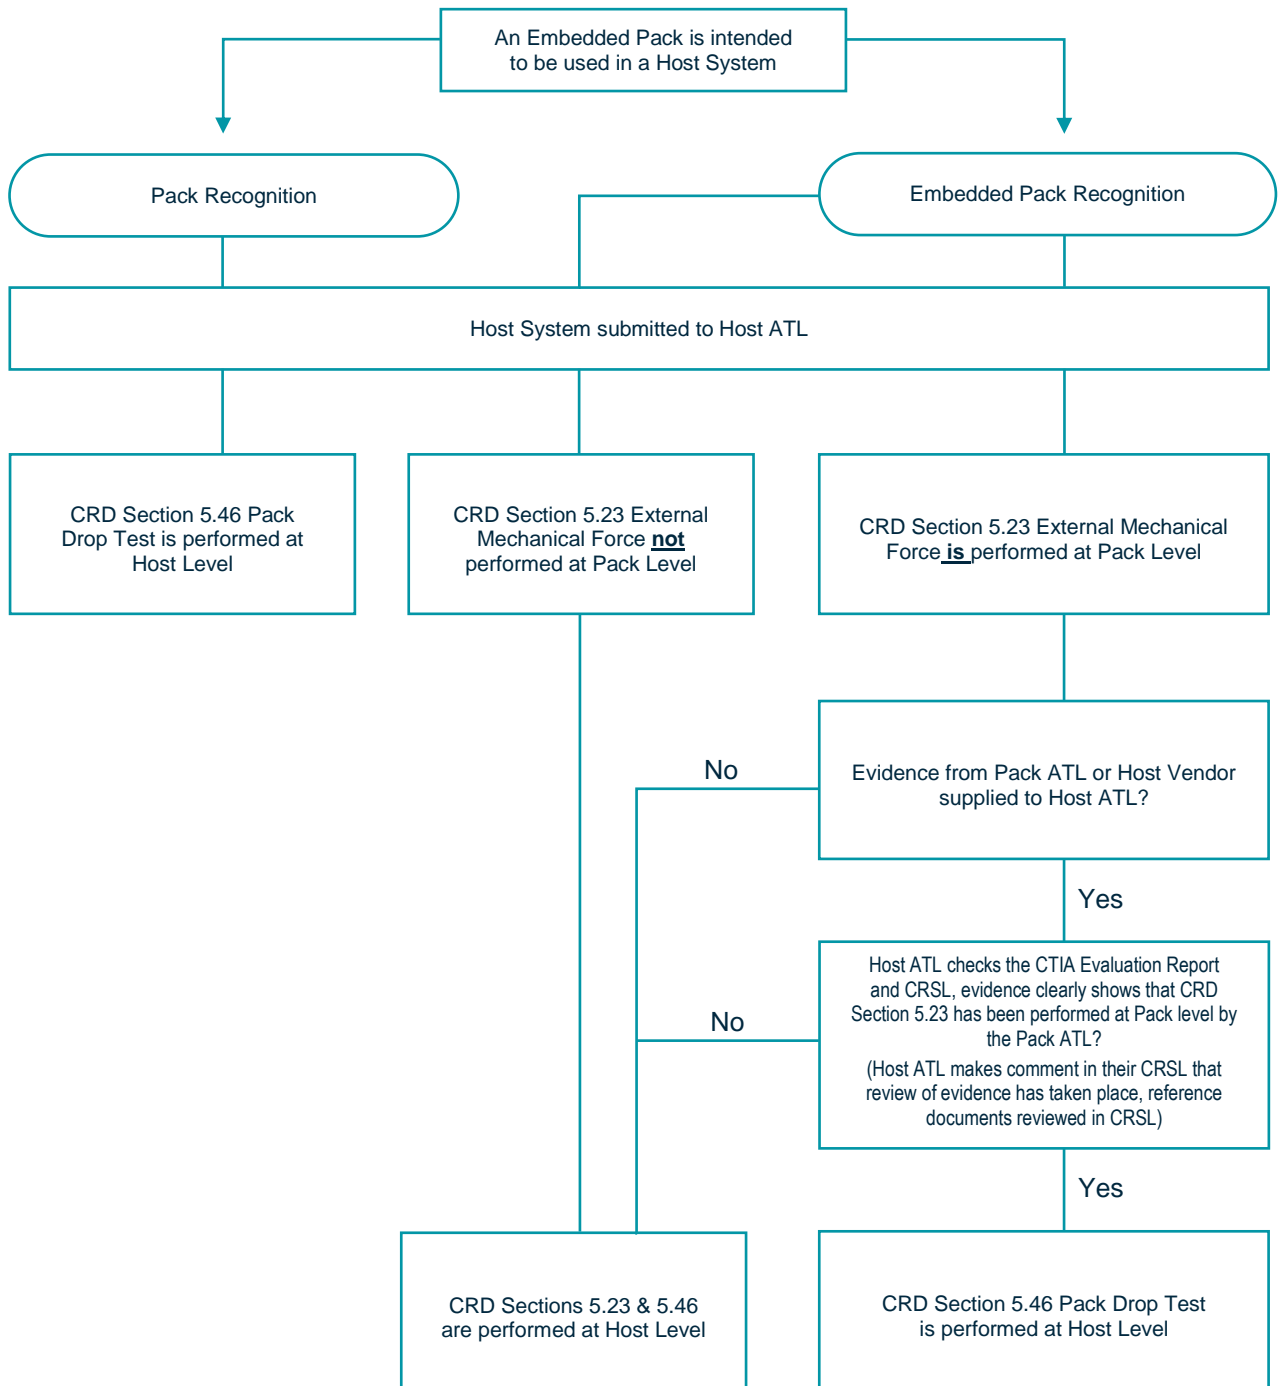 An Embedded Pack is intended
to be used in a Host System
Pack Recognition
Embedded Pack Recognition
Host System submitted to Host ATL
CRD Section 5.46 Pack
Drop Test is performed at
Host Level
CRD Section 5.23 External
Mechanical Force not
performed at Pack Level
CRD Section 5.23 External Mechanical
Force is performed at Pack Level
No
Evidence from Pack ATL or Host Vendor
supplied to Host ATL?
Yes
No
Host ATL checks the CTIA Evaluation Report
and CRSL, evidence clearly shows that CRD
Section 5.23 has been performed at Pack level by
the Pack ATL?
(Host ATL makes comment in their CRSL that
review of evidence has taken place, reference
documents reviewed in CRSL)
Yes
CRD Sections 5.23 & 5.46
are performed at Host Level
CRD Section 5.46 Pack Drop Test
is performed at Host Level